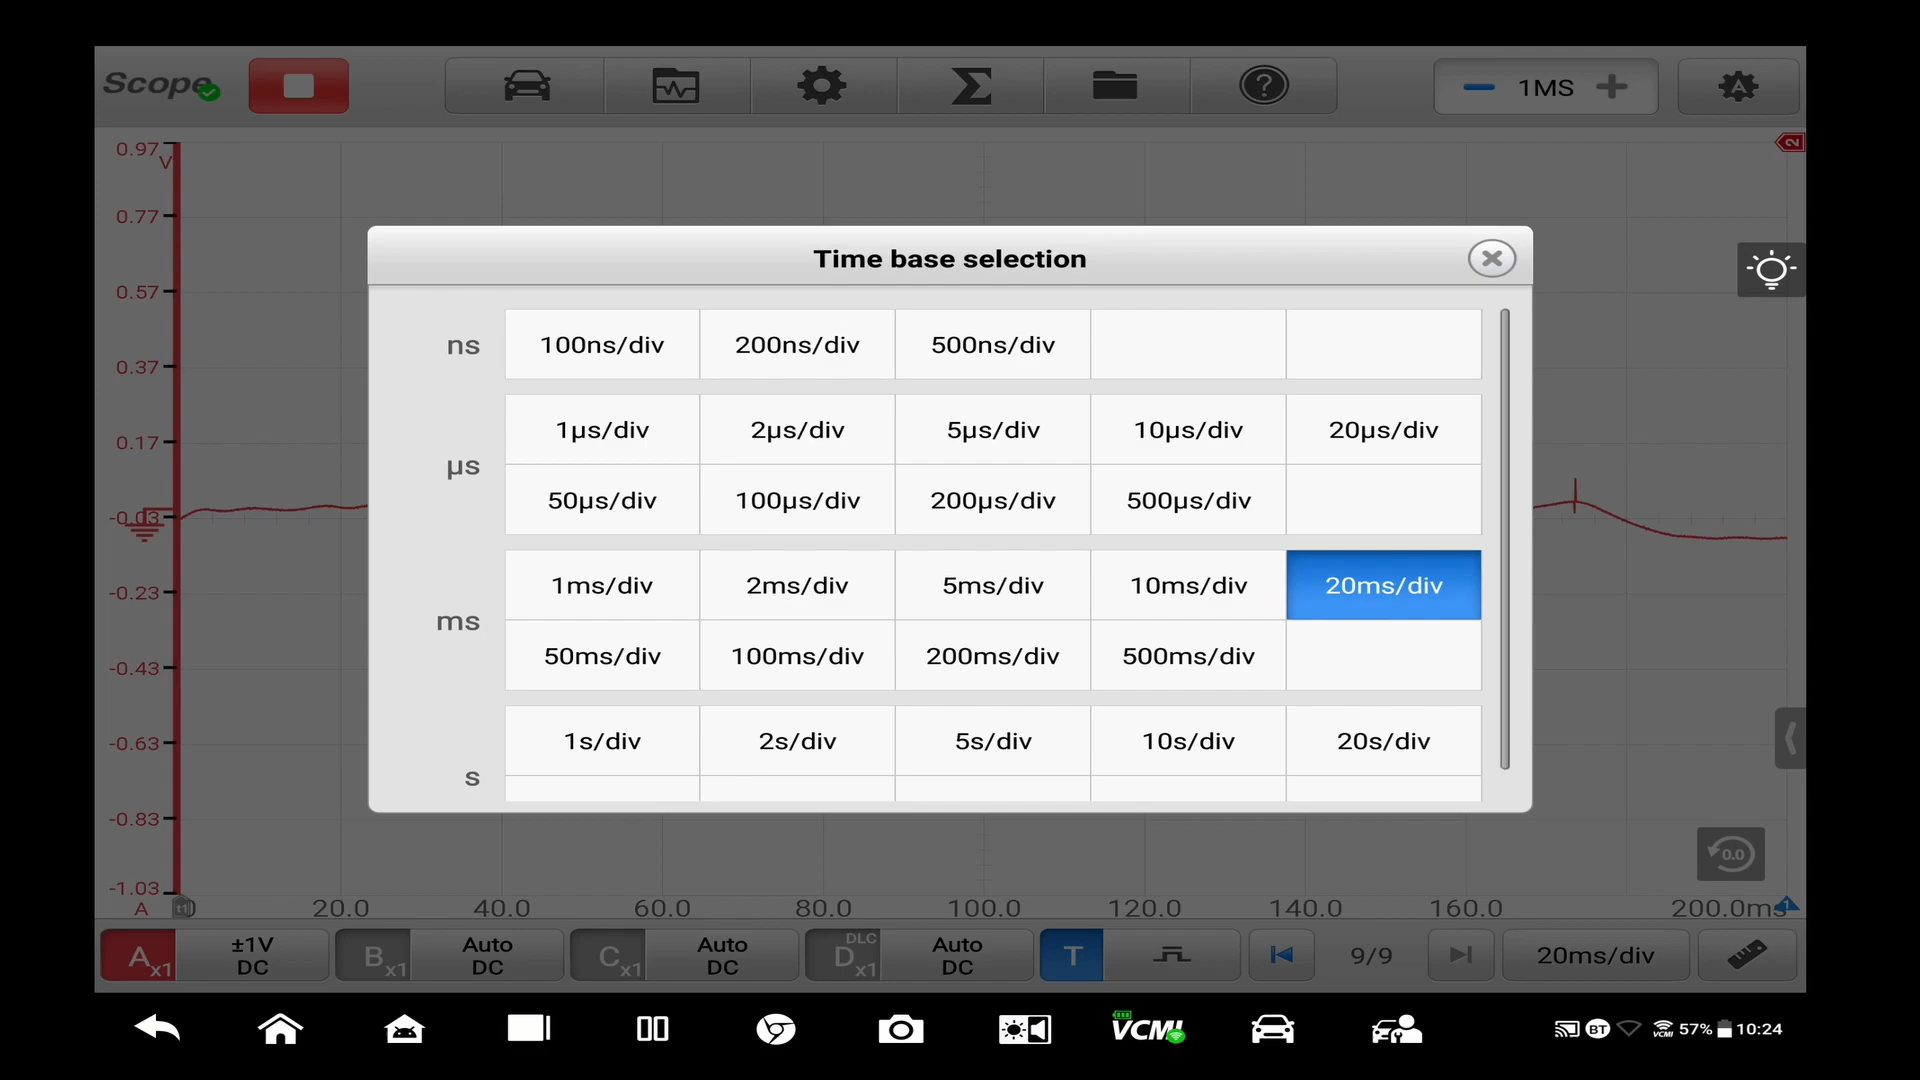 Scope
1MS
A
0.97
V
2
0.77
0.57
0.37
0.17
-0.03
-0.23
-0.43
-0.63
-0.83
-1.03
Time base selection
ns
100ns/div 200ns/div 500ns/div
µs
1µs/div 2µs/div 5µs/div 10µs/div 20µs/div
50µs/div 100µs/div 200µs/div 500µs/div
ms
1ms/div 2ms/div 5ms/div 10ms/div 20ms/div
50ms/div 100ms/div 200ms/div 500ms/div
s
1s/div 2s/div 5s/div 10s/div 20s/div
0.0
A t1 0 20.0 40.0 60.0 80.0 100.0 120.0 140.0 160.0 200.0ms 1
A x1 ±1V DC
B x1 Auto DC
C x1 Auto DC
D DLC x1 Auto DC
T
9/9
20ms/div
VCMI
BT VCMI 57% 10:24